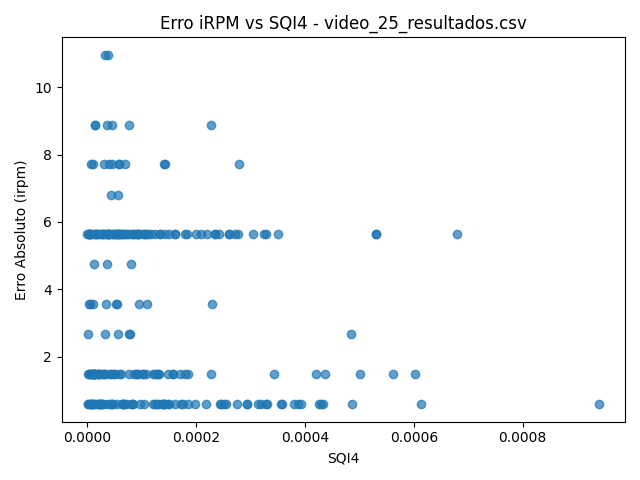 Erro iRPM vs SQI4 - video_25_resultados.csv
Erro Absoluto (irpm)
10
8
6
4
2
0.0000 0.0002 0.0004 0.0006 0.0008
SQI4